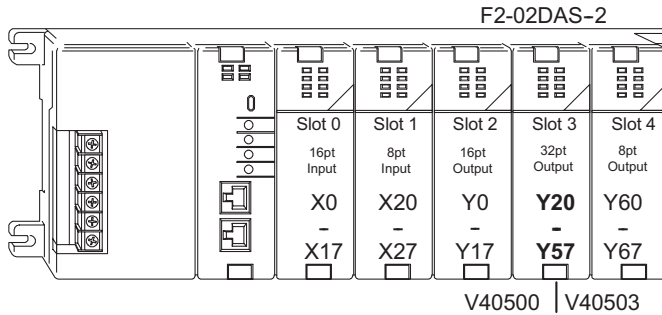 F2-02DAS-2
Slot 0 Slot 1 Slot 2 Slot 3 Slot 4
16pt Input 8pt Input 16pt Output 32pt Output 8pt Output
X0 X20 Y0 Y20 Y60
- - - - -
X17 X27 Y17 Y57 Y67
V40500 V40503